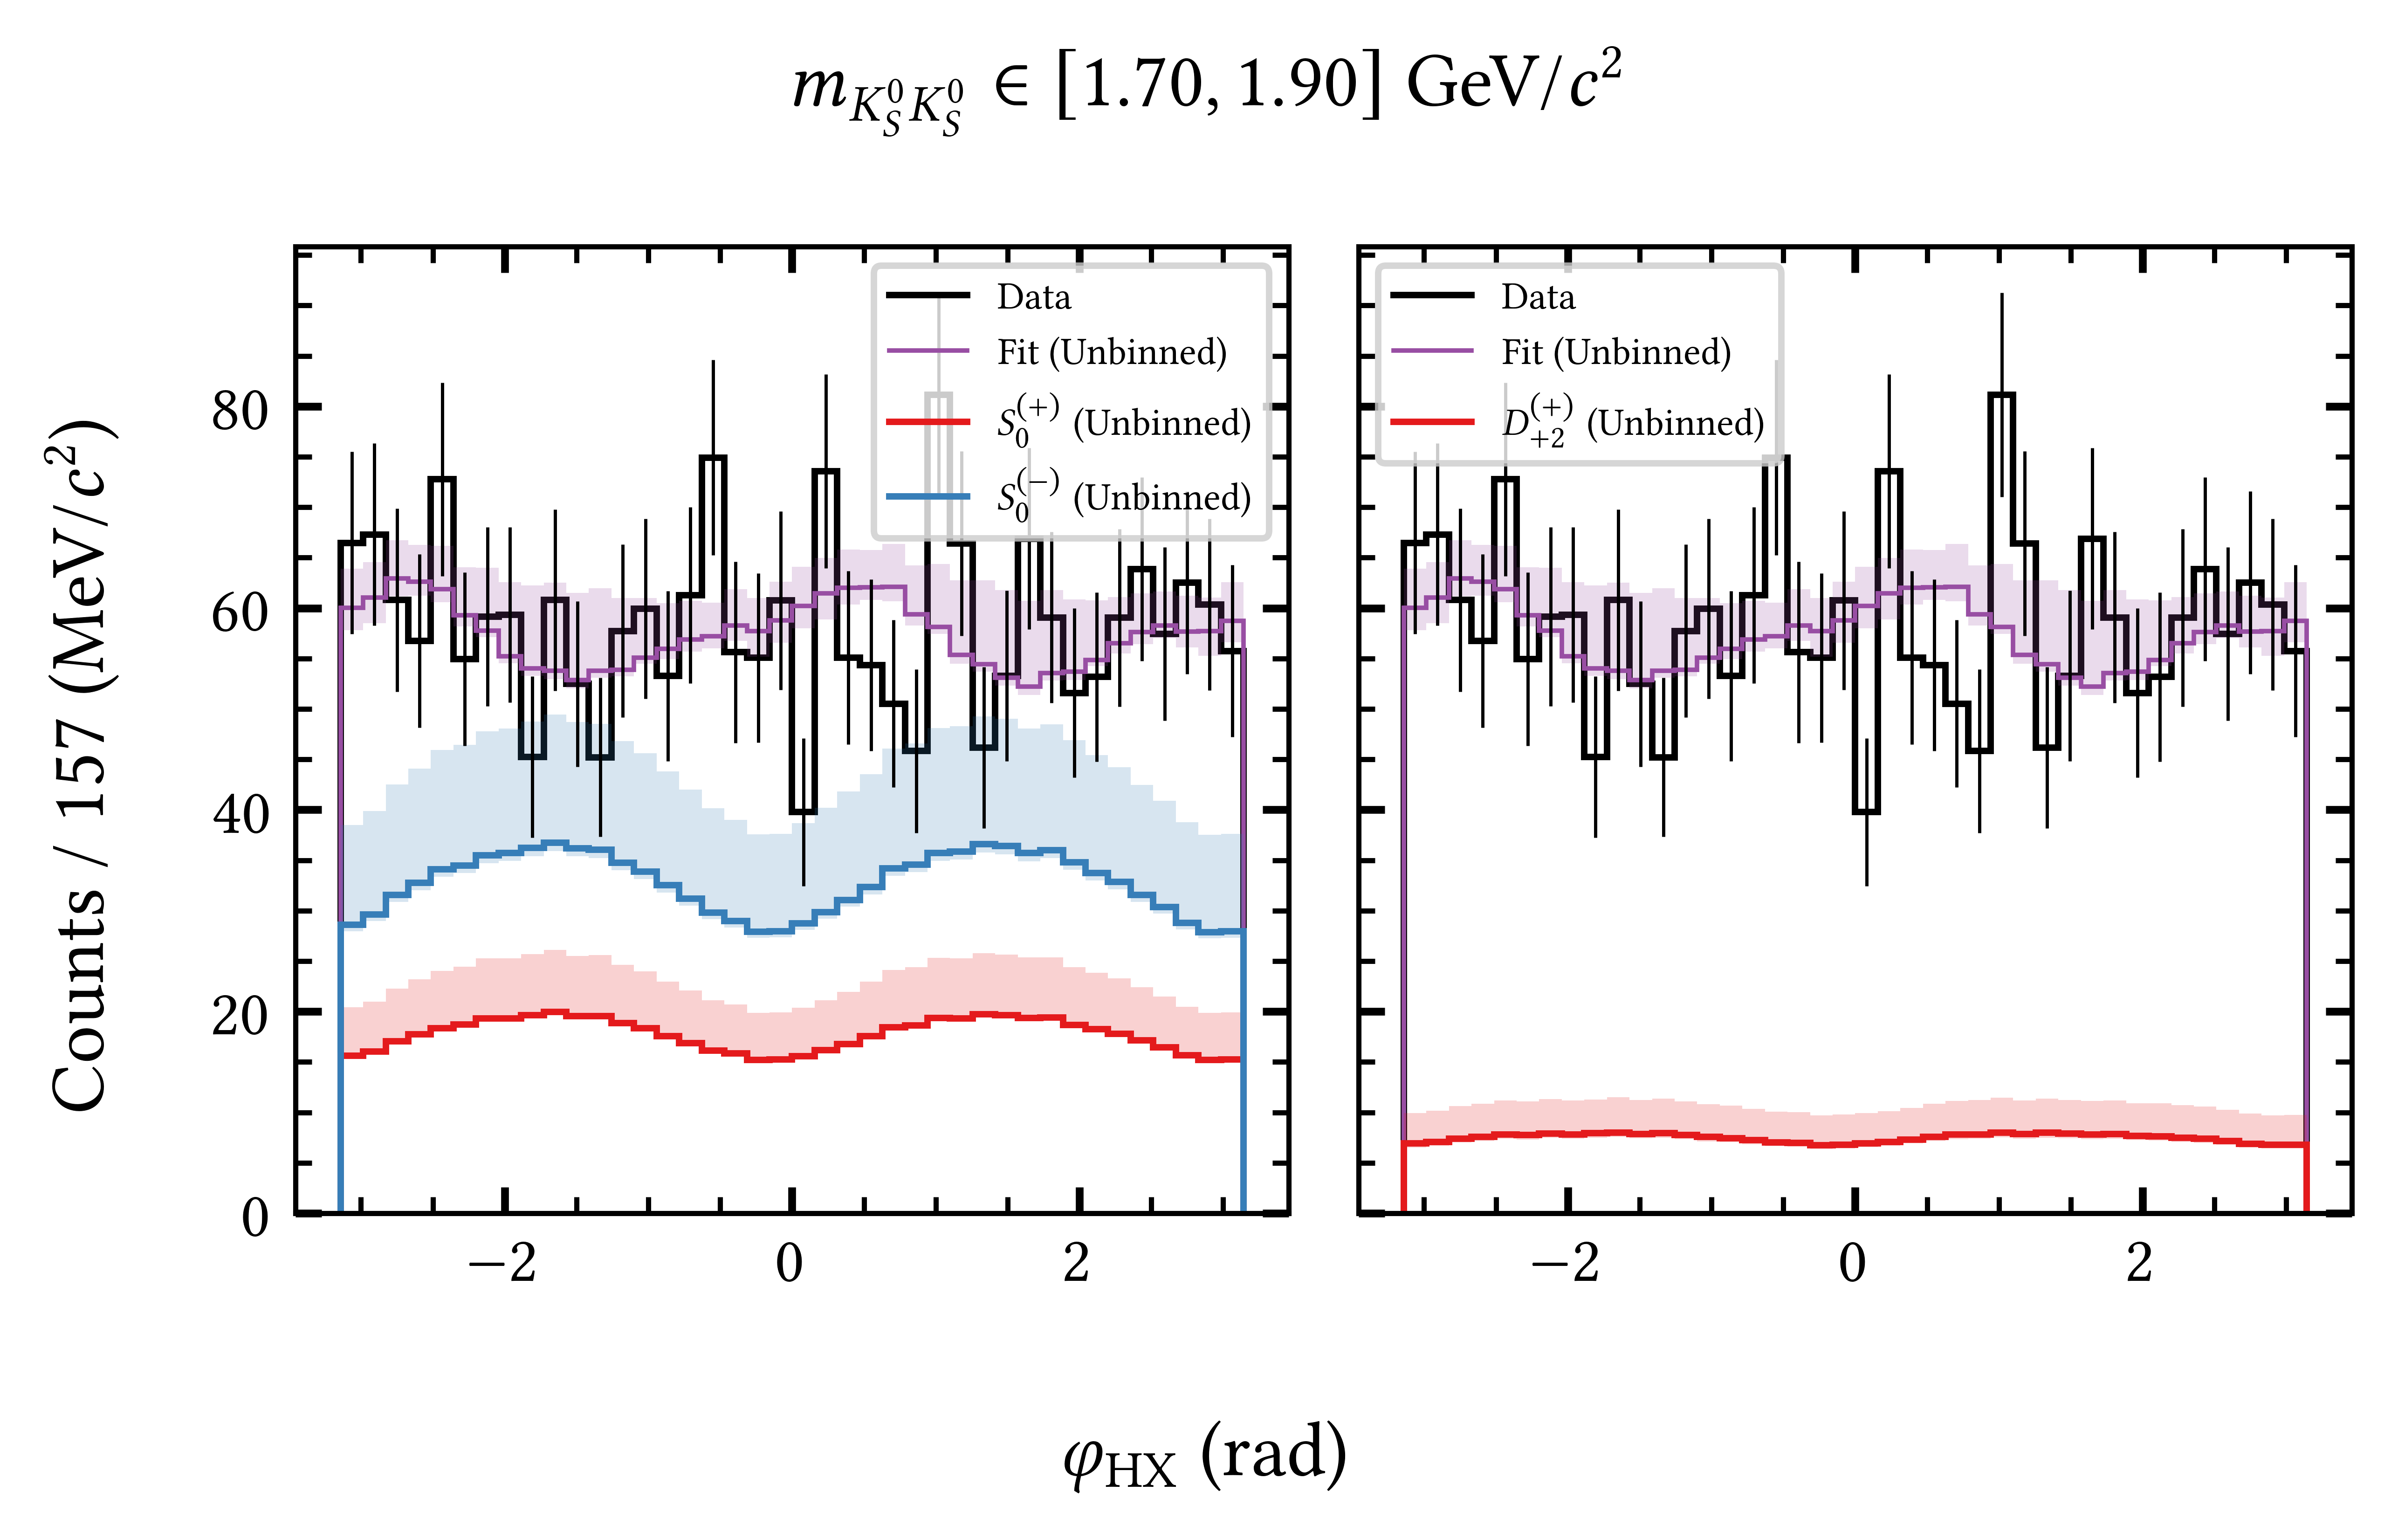 m_{K_S^0 K_S^0} ∈ [1.70, 1.90] GeV/c^2
Counts / 157 (MeV/c^2)
80
60
40
20
0
Data
Fit (Unbinned)
S_0^{(+)} (Unbinned)
S_0^{(−)} (Unbinned)
−2 0 2
Data
Fit (Unbinned)
D_{+2}^{(+)} (Unbinned)
−2 0 2
φ_{HX} (rad)